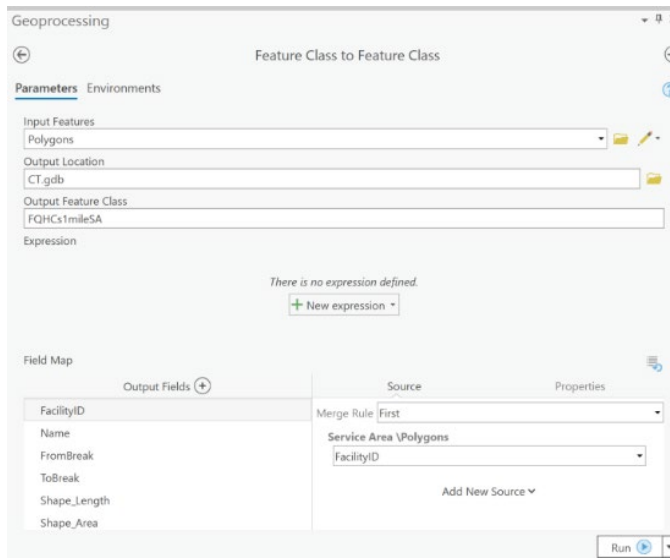 Geoprocessing
Feature Class to Feature Class
Parameters Environments
Input Features
Polygons
Output Location
CT.gdb
Output Feature Class
FQHCs1mileSA
Expression
There is no expression defined.
New expression
Field Map
Output Fields
Source Properties
FacilityID
Merge Rule First
Name
Service Area \Polygons
FromBreak
FacilityID
ToBreak
Add New Source
Shape_Length
Shape_Area
Run